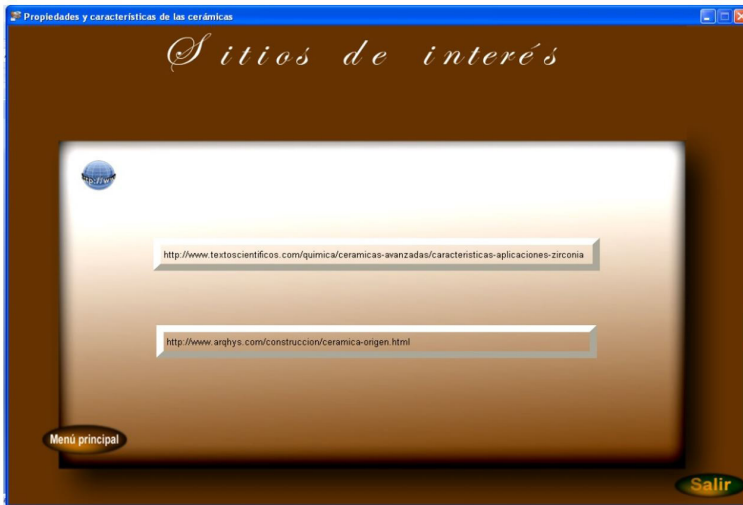 Propiedades y características de las cerámicas
Sitios de interés
http://www.textoscientificos.com/quimica/ceramicas-avanzadas/caracteristicas-aplicaciones-zirconia
http://www.arqhys.com/construccion/ceramica-origen.html
Menú principal
Salir